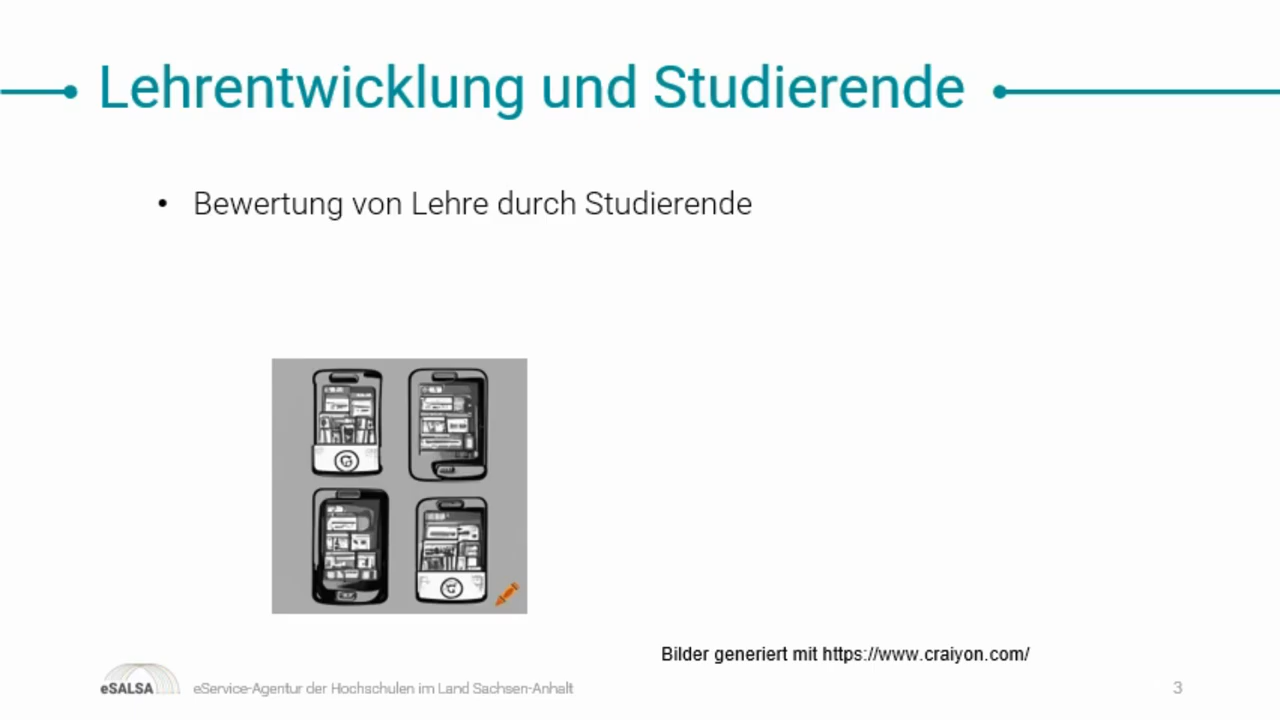 Lehrentwicklung und Studierende
• Bewertung von Lehre durch Studierende
Bilder generiert mit https://www.craiyon.com/
eSALSA
eService-Agentur der Hochschulen im Land Sachsen-Anhalt
3